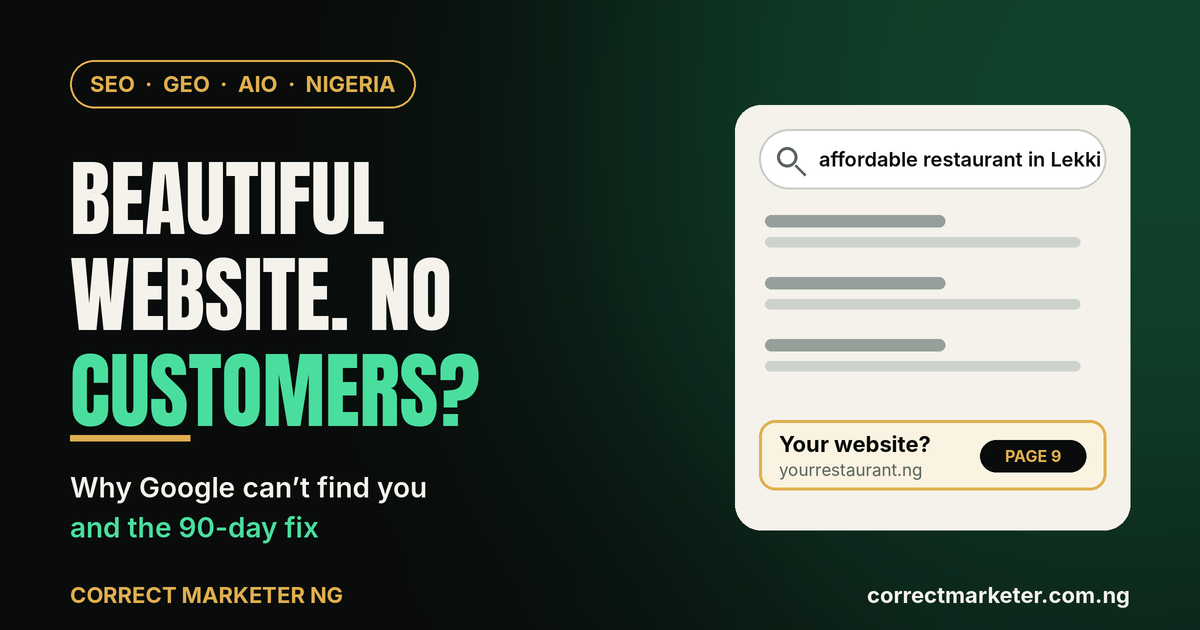 SEO · GEO · AIO · NIGERIA
BEAUTIFUL
WEBSITE. NO
CUSTOMERS?
Why Google can’t find you
and the 90-day fix
CORRECT MARKETER NG
affordable restaurant in Lekki
Your website?
yourrestaurant.ng
PAGE 9
correctmarketer.com.ng